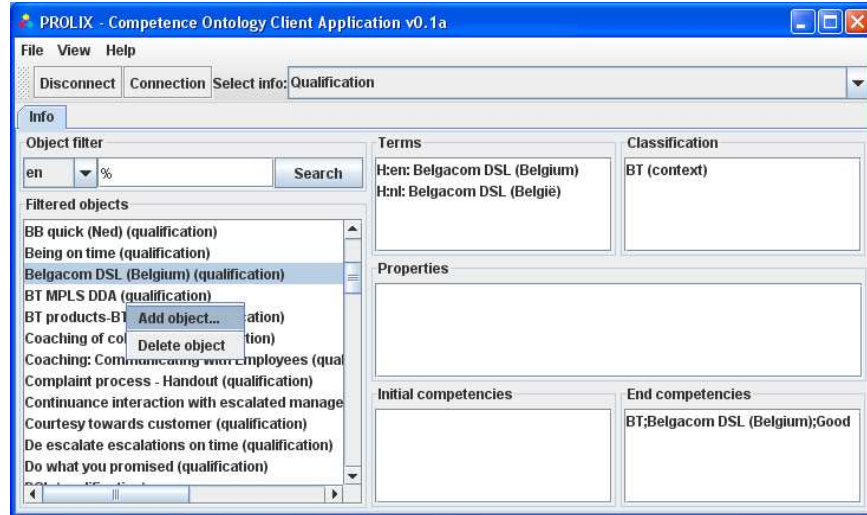 PROLIX - Competence Ontology Client Application v0.1a
File View Help
Disconnect Connection Select info: Qualification
Info
Object filter
en % Search
Filtered objects
BB quick (Ned) (qualification)
Being on time (qualification)
Belgacom DSL (Belgium) (qualification)
BT MPLS DDA (qualification)
BT products-BT
Coaching of col
Coaching: Communicating with Employees (qual
Complaint process - Handout (qualification)
Continuance interaction with escalated manage
Courtesy towards customer (qualification)
De escalate escalations on time (qualification)
Do what you promised (qualification)
Add object...
Delete object
Terms
H:en: Belgacom DSL (Belgium)
H:nl: Belgacom DSL (België)
Classification
BT (context)
Properties
Initial competencies
End competencies
BT;Belgacom DSL (Belgium);Good